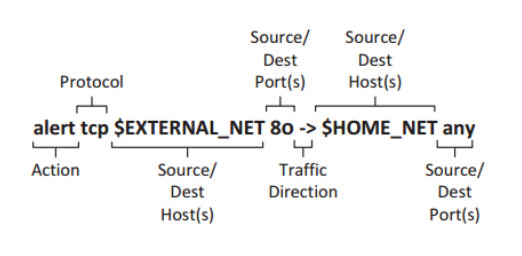 Source/ Source/
Dest Dest
Protocol Port(s) Host(s)
alert tcp $EXTERNAL_NET 80 -> $HOME_NET any
Action Source/ Traffic Source/
Dest Direction Dest
Host(s) Port(s)